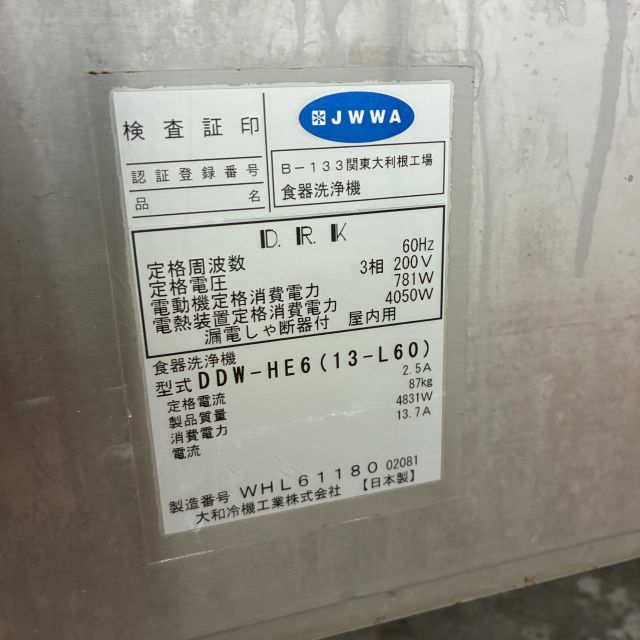 検査証印
JWWA
認証登録番号
B-133関東大利根工場
品名
食器洗浄機
D.R.K
定格周波数 60Hz
定格電圧 3相 200V
電動機定格消費電力 781W
電熱装置定格消費電力 4050W
漏電しゃ断器付 屋内用
食器洗浄機
型式 DDW-HE6(13-L60)
定格電流 2.5A
製品質量 87kg
消費電力 4831W
電流 13.7A
製造番号 WHL61180 02081
大和冷機工業株式会社 【日本製】